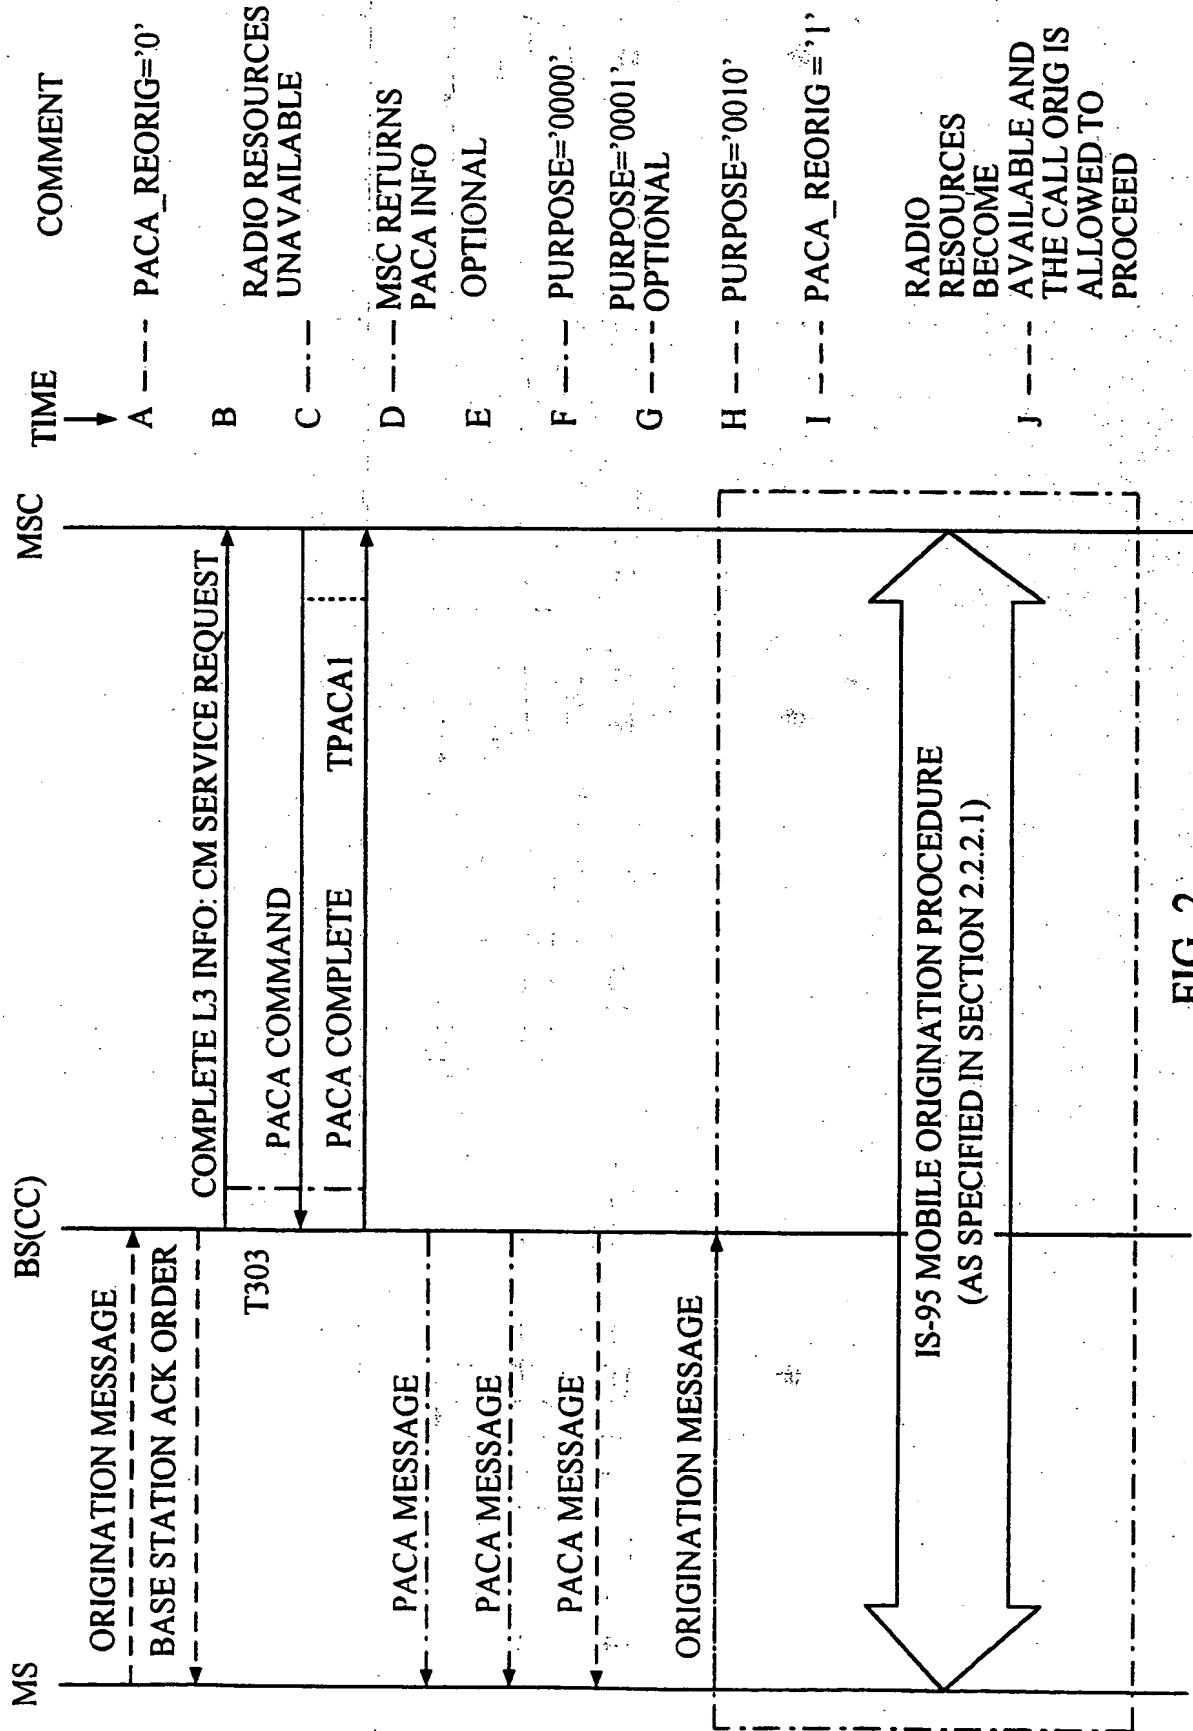 MS
BS(CC)
MSC
TIME
COMMENT
ORIGINATION MESSAGE
A
PACA_REORIG='0'
BASE STATION ACK ORDER
COMPLETE L3 INFO: CM SERVICE REQUEST
B
T303
PACA COMMAND
C
RADIO RESOURCES
UNAVAILABLE
PACA COMPLETE
TPACA1
D
MSC RETURNS
PACA INFO
PACA MESSAGE
E
OPTIONAL
PACA MESSAGE
F
PURPOSE='0000'
PACA MESSAGE
G
PURPOSE='0001'
OPTIONAL
ORIGINATION MESSAGE
H
PURPOSE='0010'
I
PACA_REORIG ='1'
IS-95 MOBILE ORIGINATION PROCEDURE
(AS SPECIFIED IN SECTION 2.2.2.1)
J
RADIO
RESOURCES
BECOME
AVAILABLE AND
THE CALL ORIG IS
ALLOWED TO
PROCEED
FIG. 2